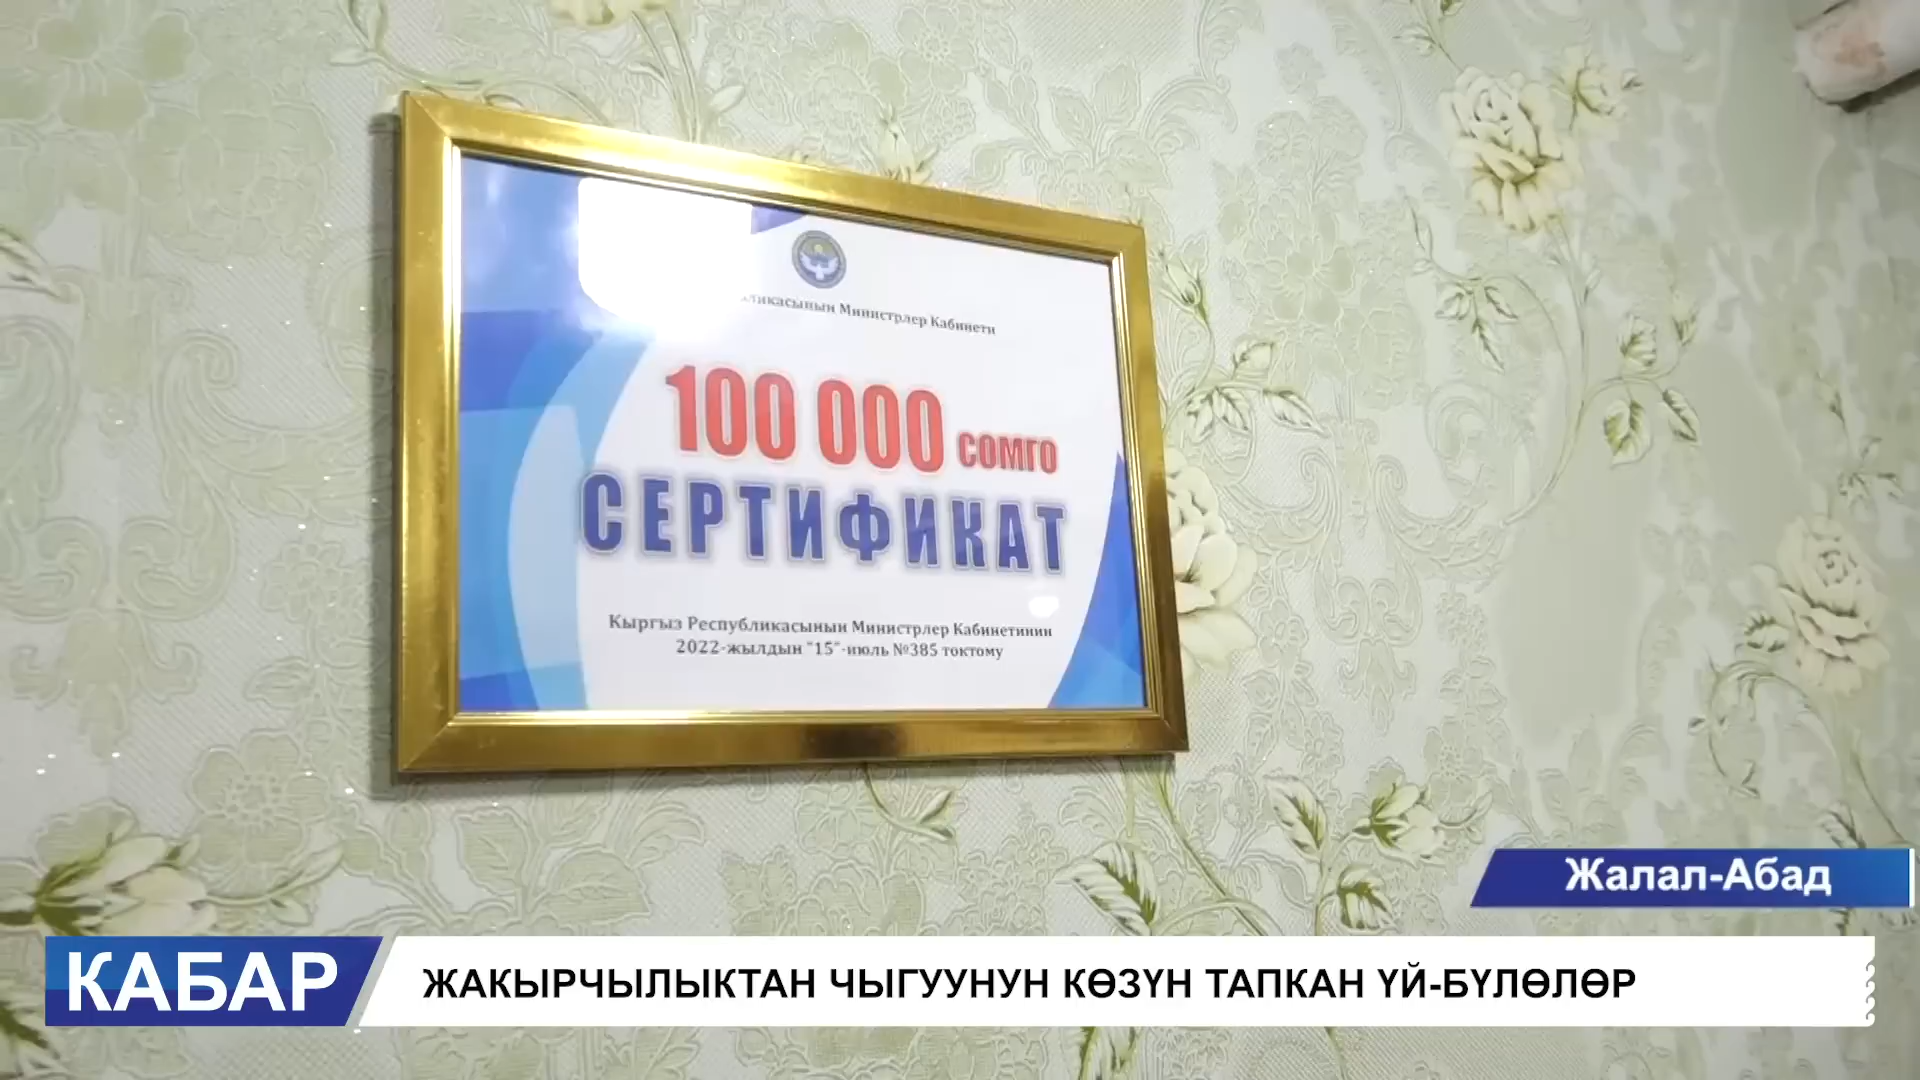 Министрлер Кабинети
100 000 сомго
СЕРТИФИКАТ
Кыргыз Республикасынын Министрлер Кабинетинин
2022-жылдын "15"-июль №385 токтому
Жалал-Абад
КАБАР
ЖАКЫРЧЫЛЫКТАН ЧЫГУУНУН КӨЗҮН ТАПКАН ҮЙ-БҮЛӨЛӨР